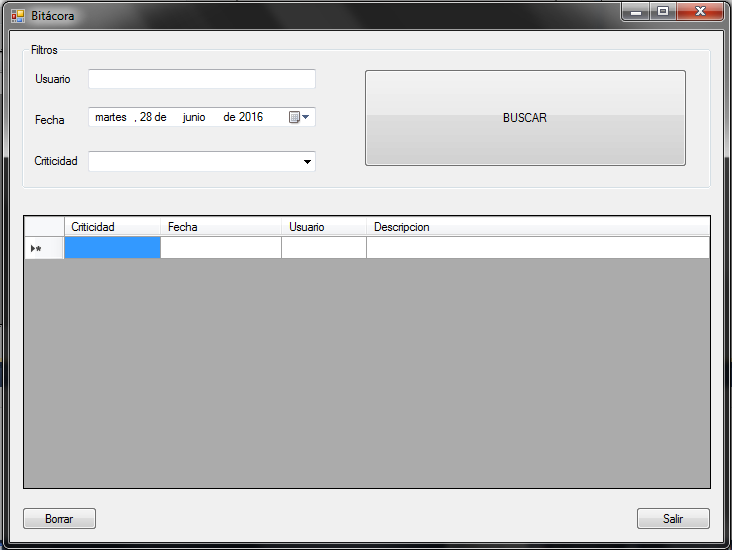 Bitácora
Filtros
Usuario
Fecha
martes , 28 de junio de 2016
Criticidad
BUSCAR
Criticidad Fecha Usuario Descripcion
Borrar
Salir